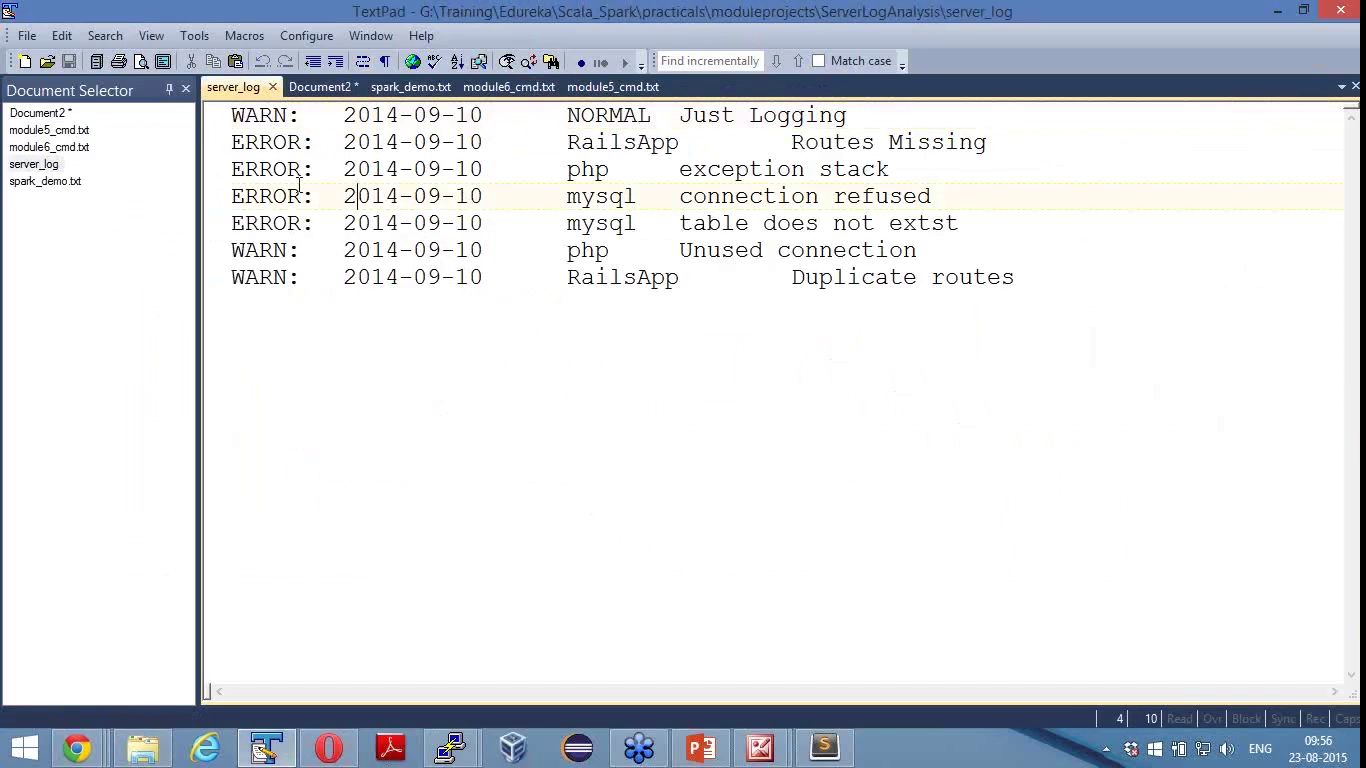 TextPad - G:\Training\Edureka\Scala_Spark\practicals\moduleprojects\ServerLogAnalysis\server_log
File Edit Search View Tools Macros Configure Window Help
Find incrementally Match case
Document Selector
Document2 *
module5_cmd.txt
module6_cmd.txt
server_log
spark_demo.txt
server_log Document2 * spark_demo.txt module6_cmd.txt module5_cmd.txt
WARN: 2014-09-10 NORMAL Just Logging
ERROR: 2014-09-10 RailsApp Routes Missing
ERROR: 2014-09-10 php exception stack
ERROR: 2014-09-10 mysql connection refused
ERROR: 2014-09-10 mysql table does not extst
WARN: 2014-09-10 php Unused connection
WARN: 2014-09-10 RailsApp Duplicate routes
4 10 Read Ovr Block Sync Rec Caps
ENG 09:56
23-08-2015